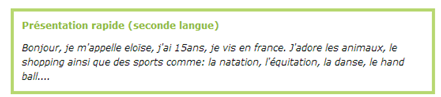 Présentation rapide (seconde langue)
Bonjour, je m'appelle eloïse, j'ai 15ans, je vis en france. J'adore les animaux, le
shopping ainsi que des sports comme: la natation, l'équitation, la danse, le hand
ball....